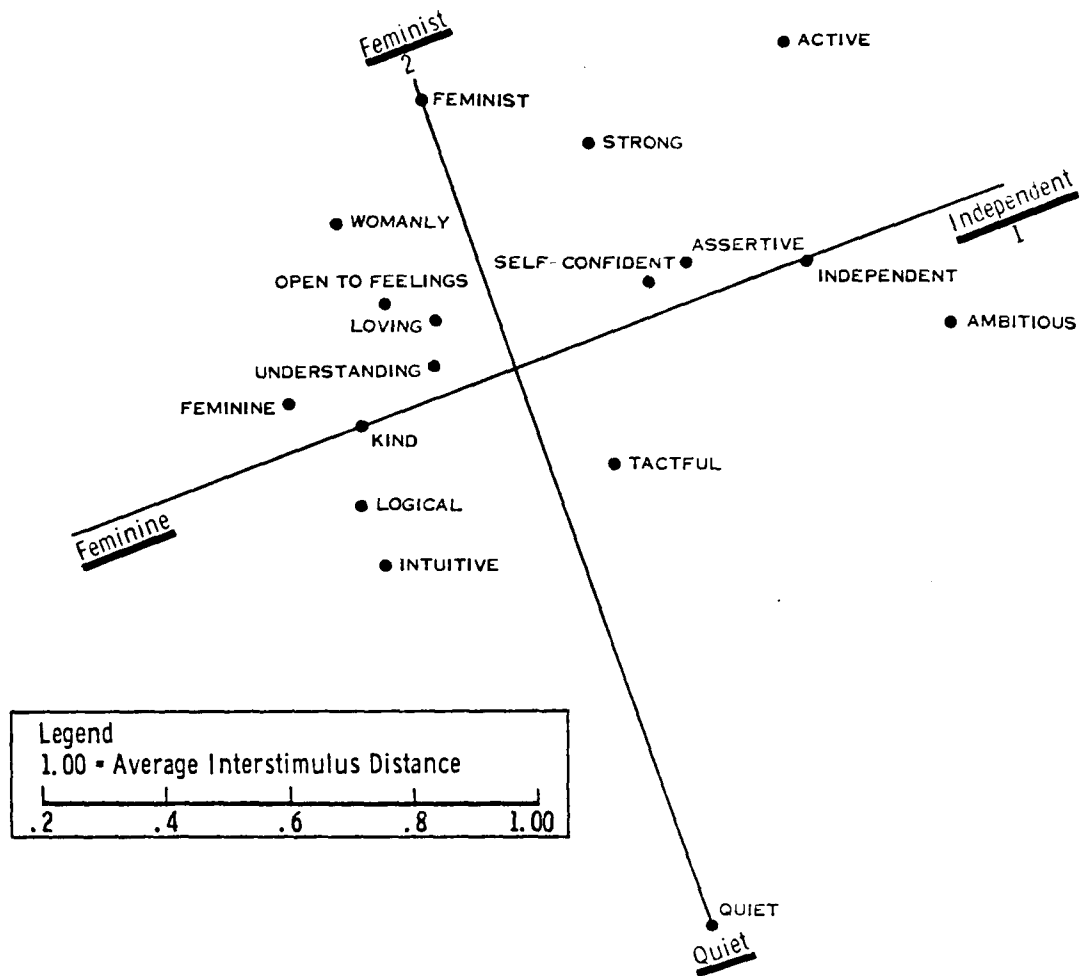 Feminist
2
ACTIVE
FEMINIST
STRONG
Independent
1
WOMANLY
ASSERTIVE
SELF-CONFIDENT
INDEPENDENT
OPEN TO FEELINGS
LOVING
AMBITIOUS
UNDERSTANDING
FEMININE
KIND
TACTFUL
LOGICAL
Feminine
INTUITIVE
Legend
1.00 = Average Interstimulus Distance
.2 .4 .6 .8 1.00
QUIET
Quiet